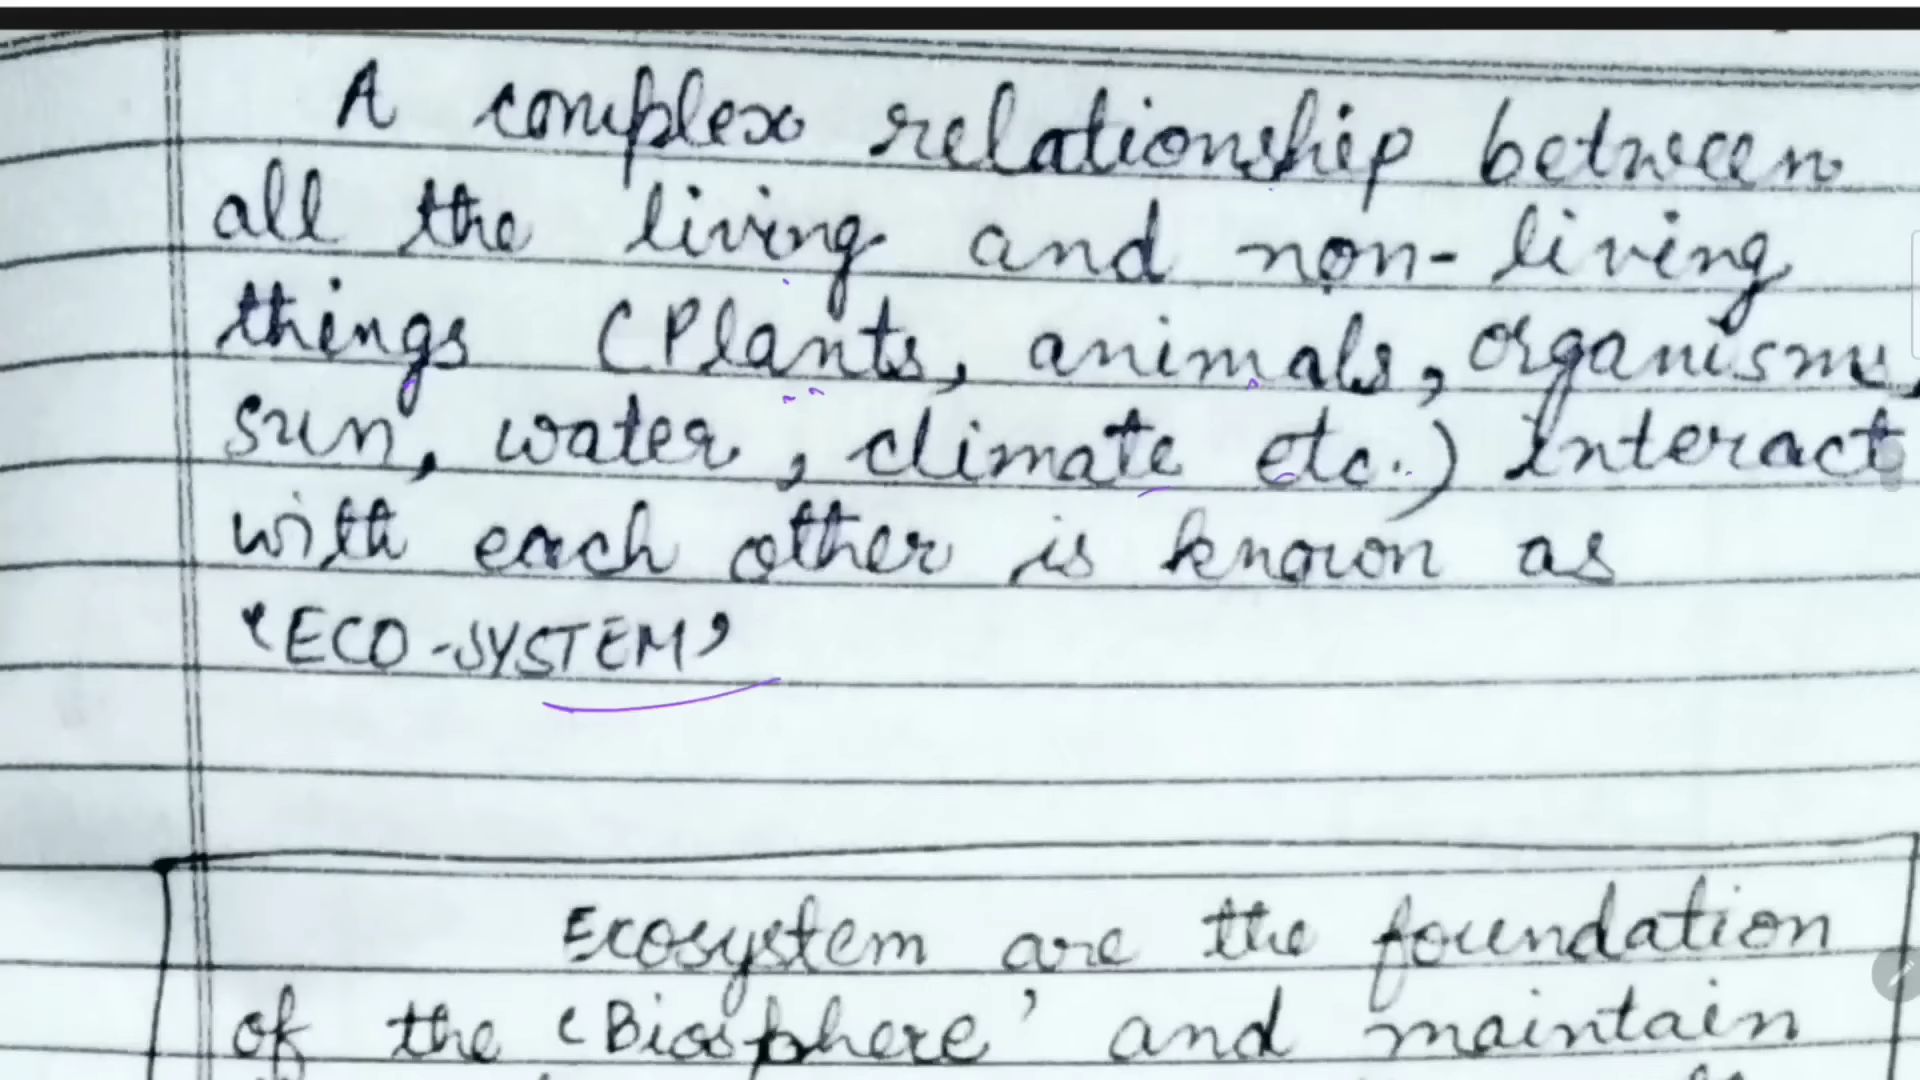 A complex relationship between
all the living and non-living
things (Plants, animals, organisms,
sun, water, climate etc.) Interact
with each other is known as
'ECO-SYSTEM'
Ecosystem are the foundation
of the 'Biosphere' and maintain